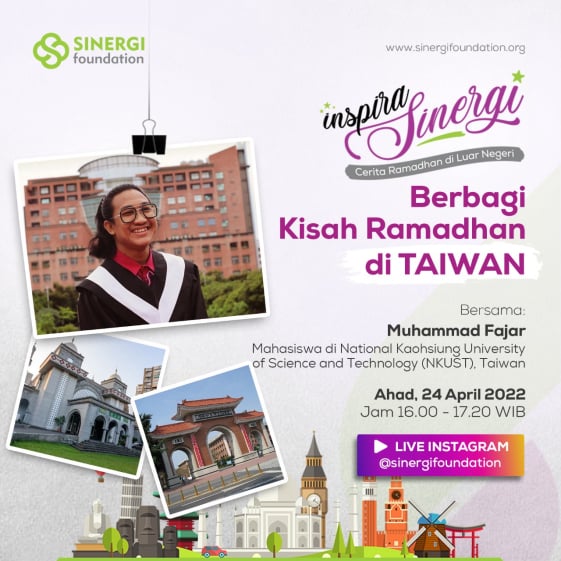 SINERGI
foundation
www.sinergifoundation.org
inspira
Sinergi
Cerita Ramadhan di Luar Negeri
Berbagi
Kisah Ramadhan
di TAIWAN
Bersama:
Muhammad Fajar
Mahasiswa di National Kaohsiung University
of Science and Technology (NKUST), Taiwan
Ahad, 24 April 2022
Jam 16.00 - 17.20 WIB
LIVE INSTAGRAM
@sinergifoundation